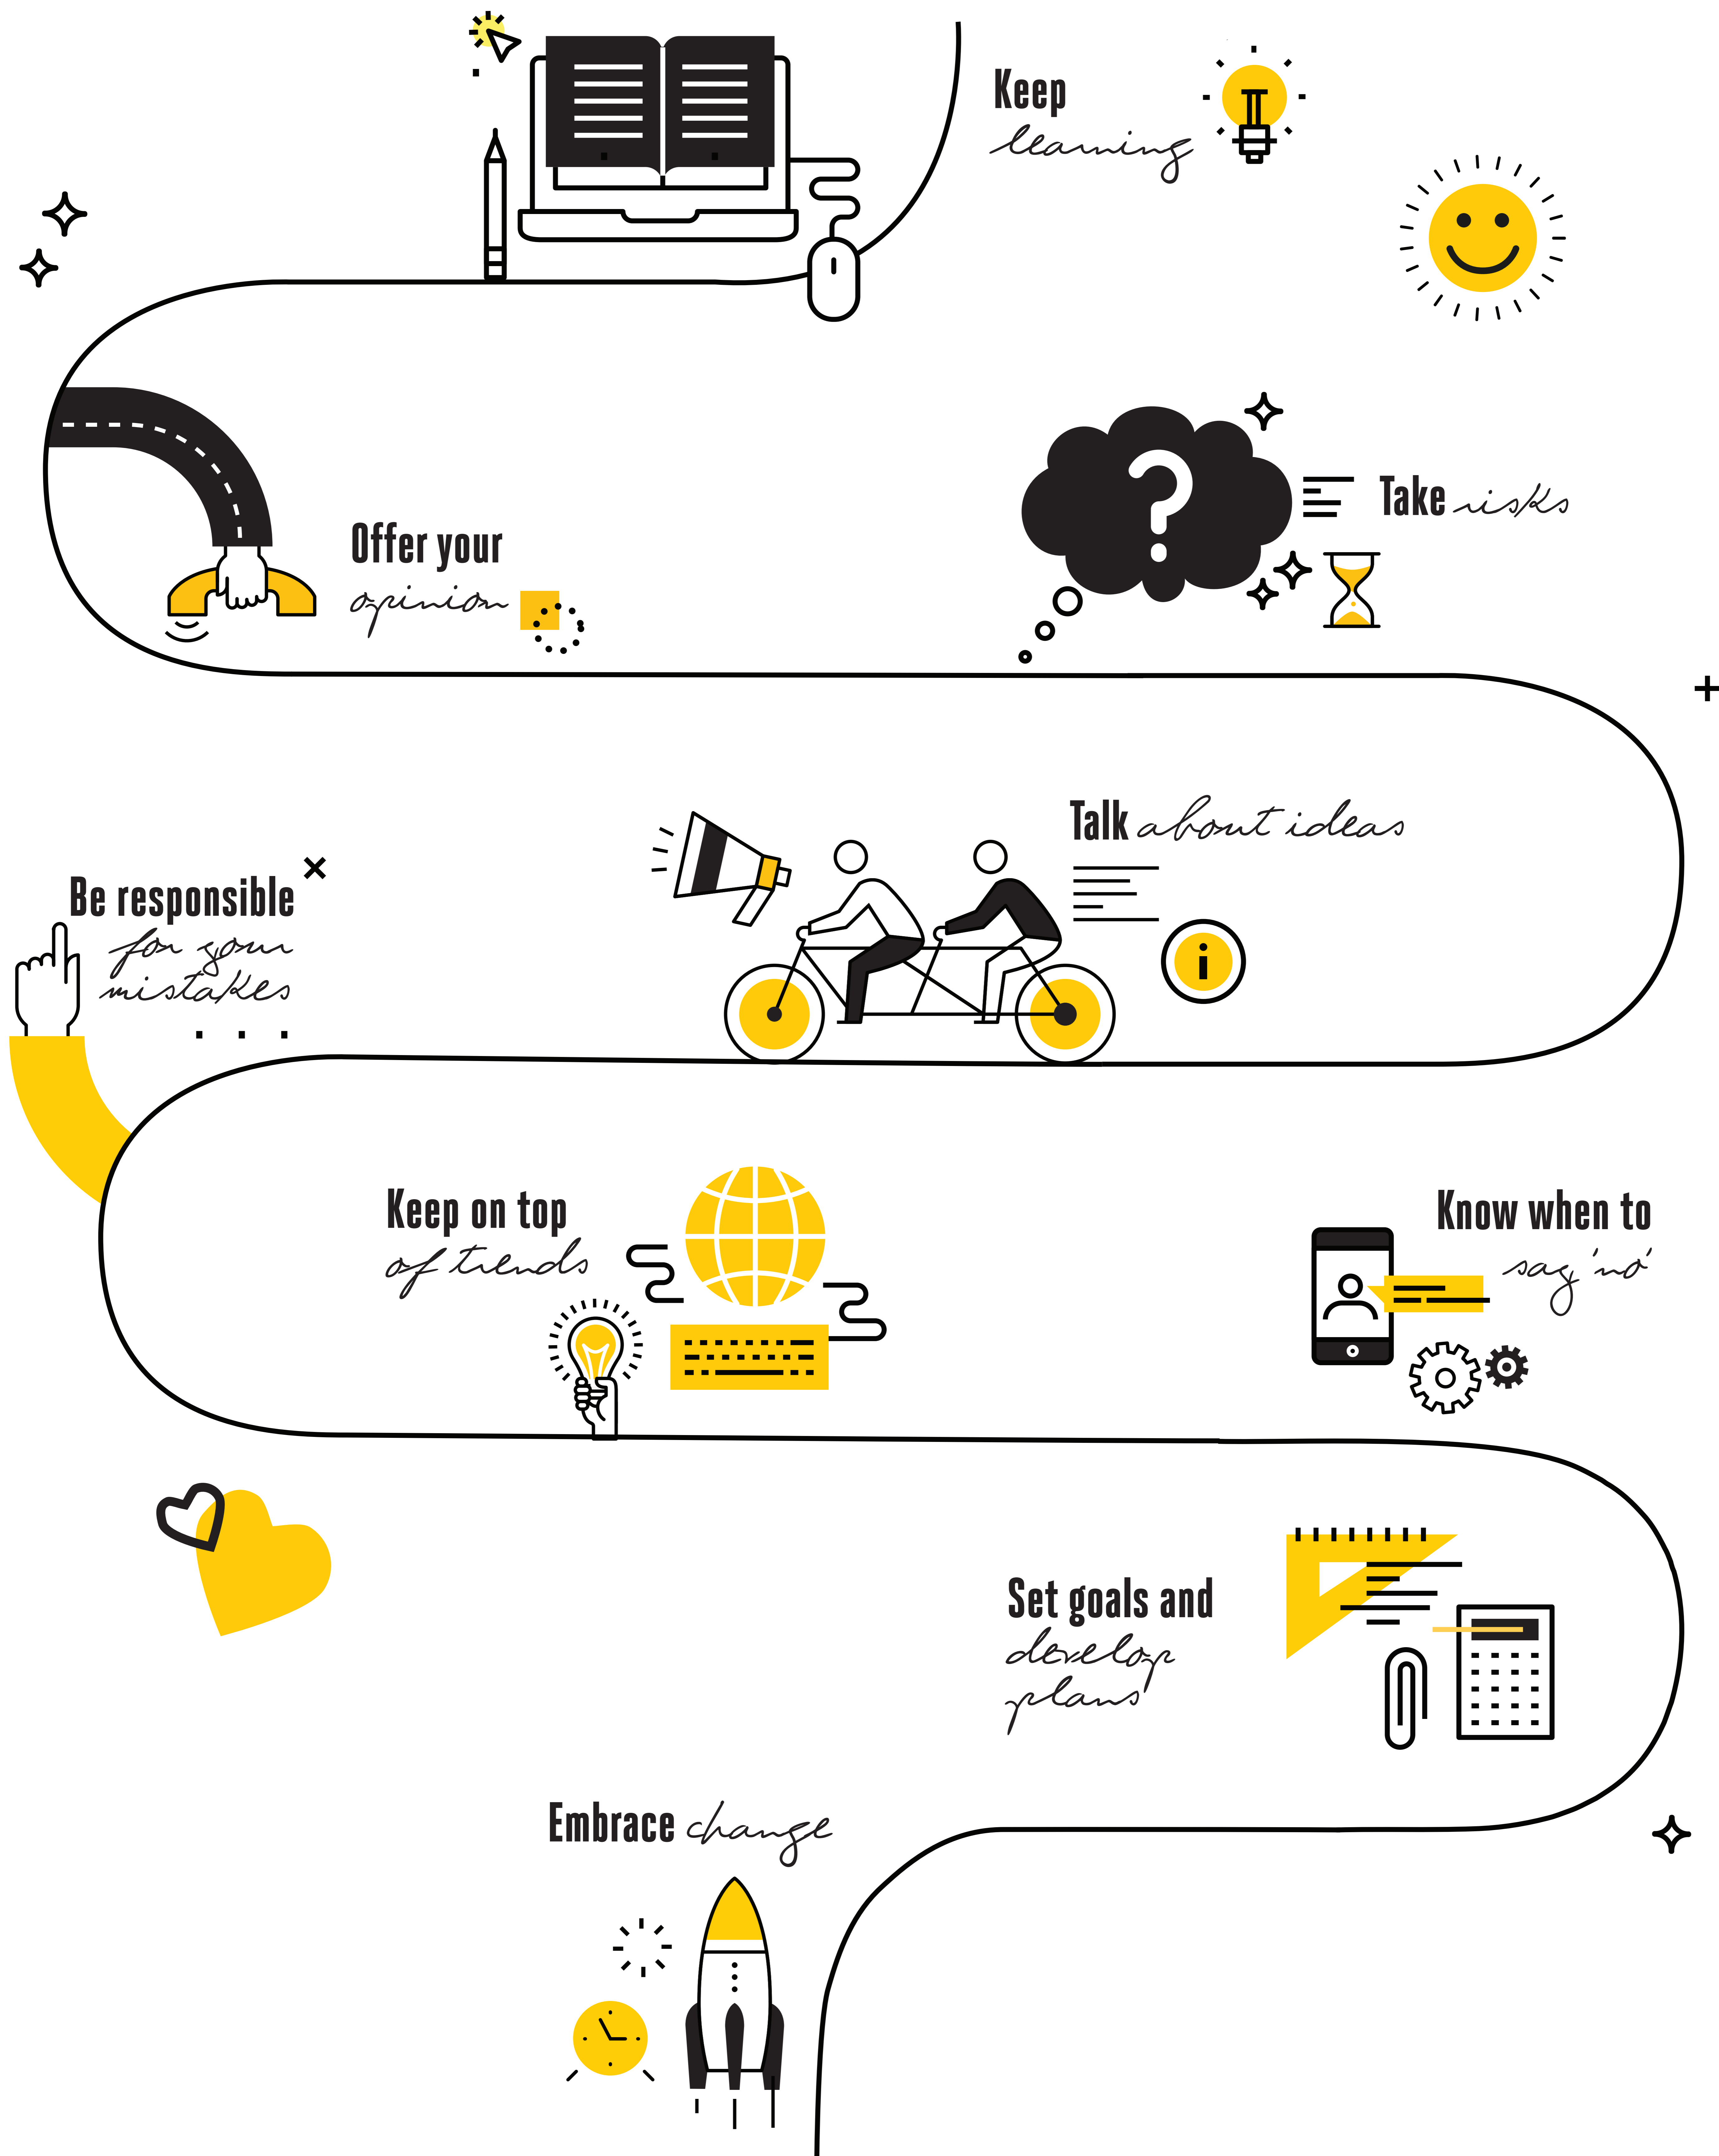 Keep
learning
Offer your
opinion
Take risks
Talk about ideas
Be responsible
for your
mistakes
Keep on top
of trends
Know when to
say 'no'
Set goals and
develop
plans
Embrace change